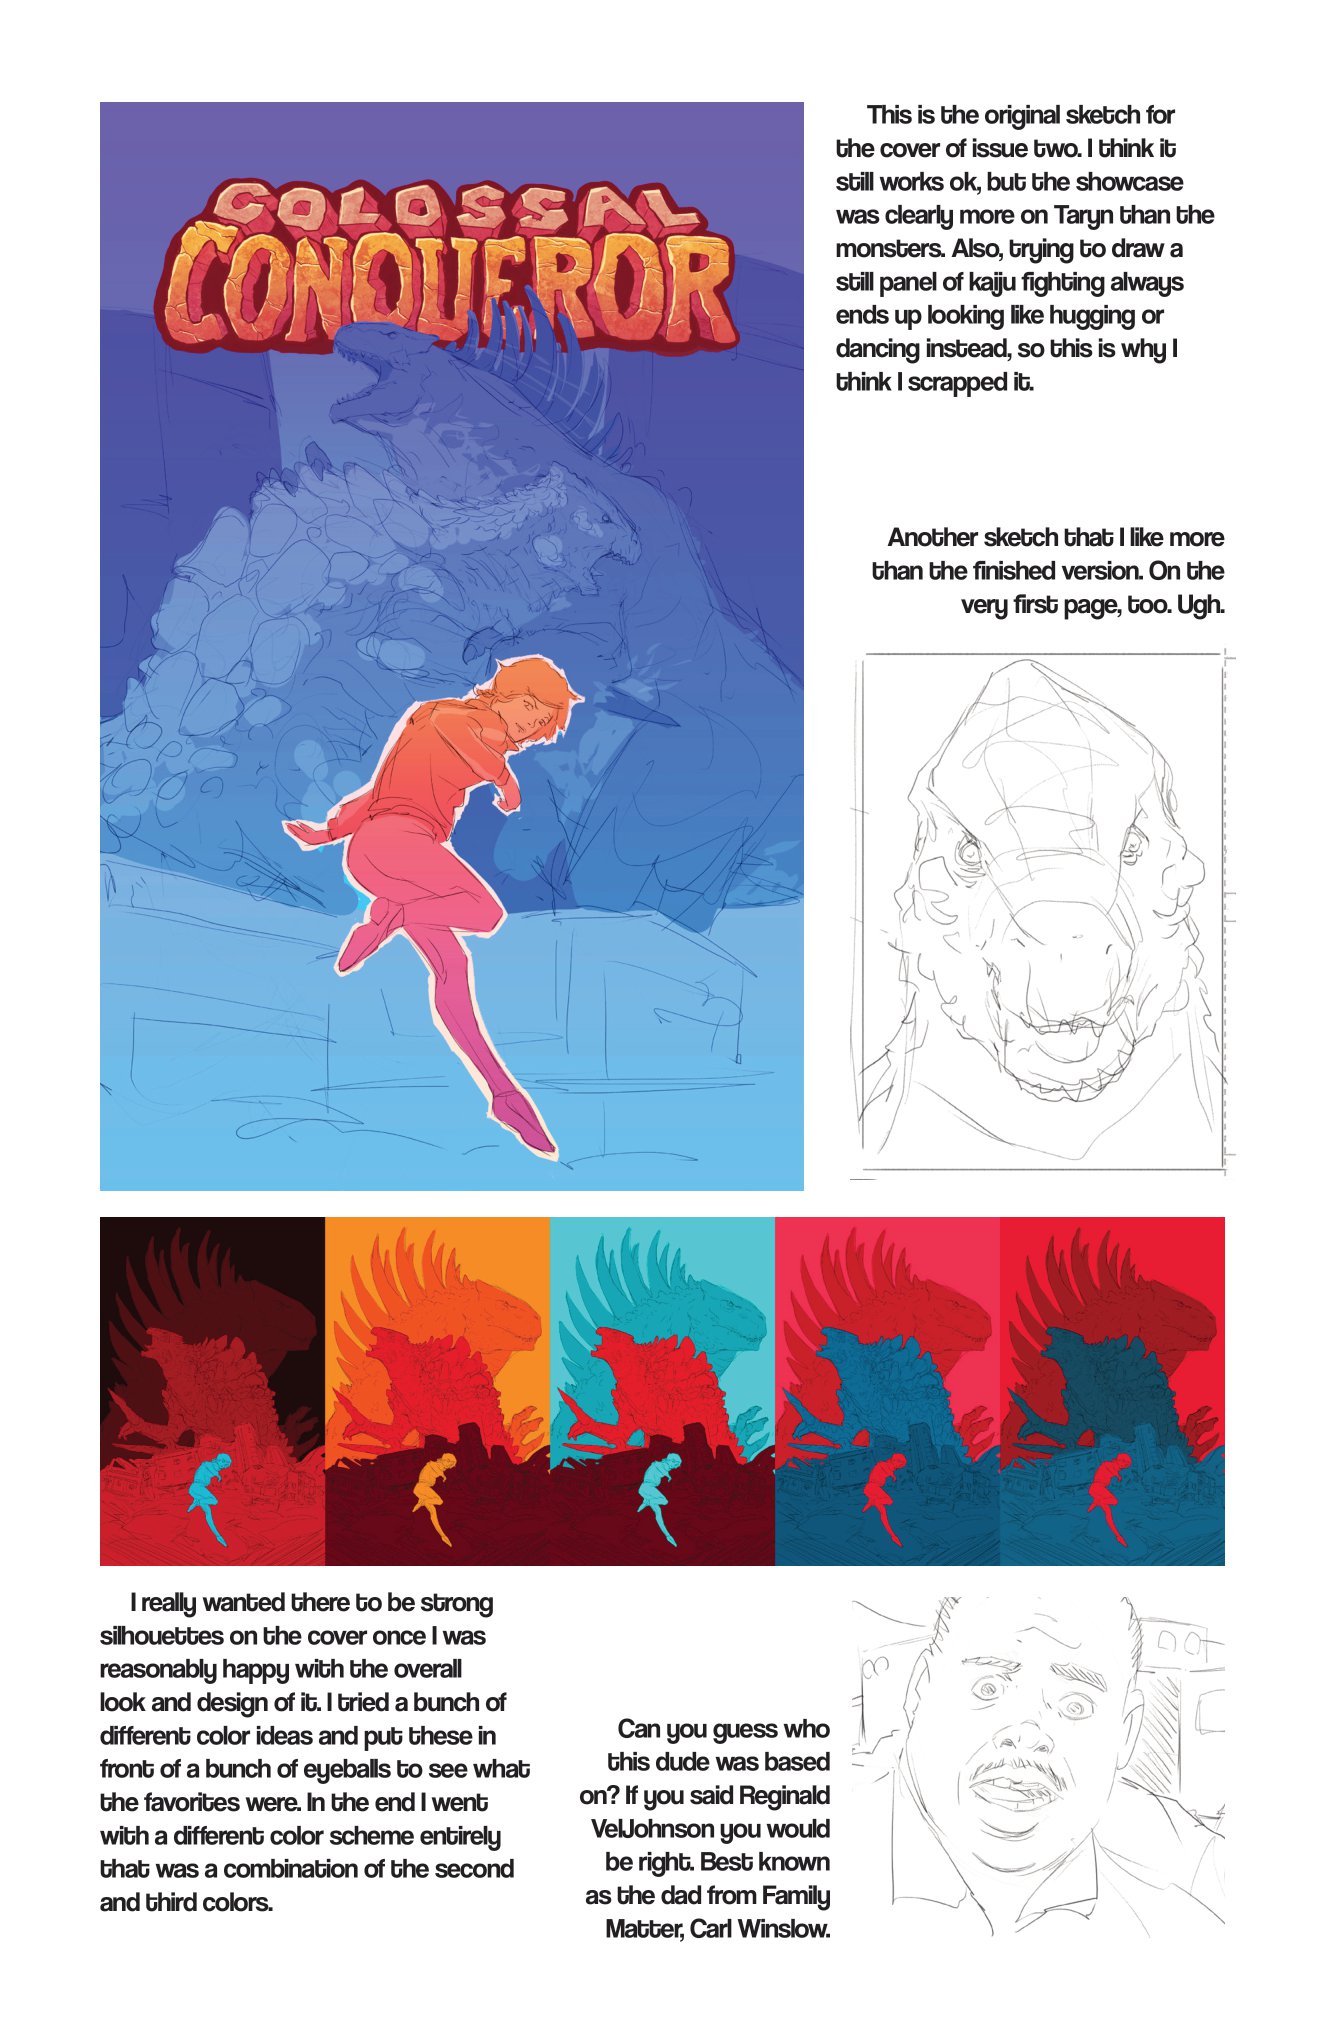 COLOSSAL
CONQUEROR
This is the original sketch for
the cover of issue two. I think it
still works ok, but the showcase
was clearly more on Taryn than the
monsters. Also, trying to draw a
still panel of kaiju fighting always
ends up looking like hugging or
dancing instead, so this is why I
think I scrapped it.
Another sketch that I like more
than the finished version. On the
very first page, too. Ugh.
I really wanted there to be strong
silhouettes on the cover once I was
reasonably happy with the overall
look and design of it. I tried a bunch of
different color ideas and put these in
front of a bunch of eyeballs to see what
the favorites were. In the end I went
with a different color scheme entirely
that was a combination of the second
and third colors.
Can you guess who
this dude was based
on? If you said Reginald
VelJohnson you would
be right. Best known
as the dad from Family
Matter, Carl Winslow.